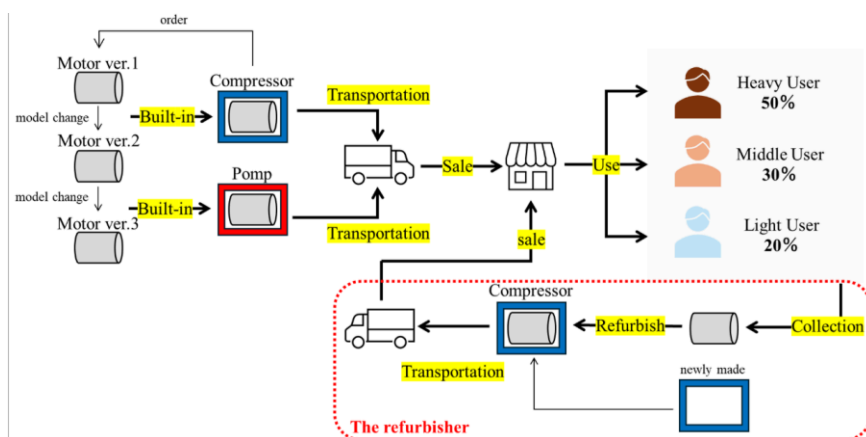 order
Motor ver.1
Compressor
Transportation
Heavy User
50%
model change
Built-in
Motor ver.2
Sale
Use
Middle User
30%
Pomp
model change
Built-in
Motor ver.3
Transportation
sale
Light User
20%
Compressor
Refurbish
Collection
Transportation
newly made
The refurbisher